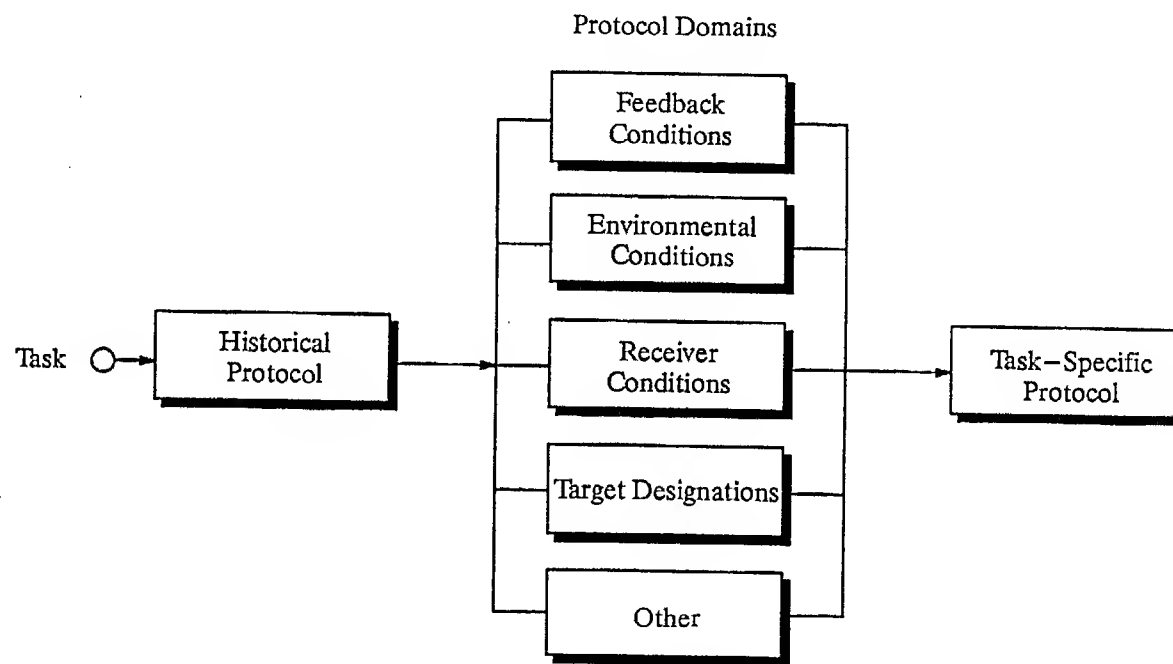 Protocol Domains
Feedback
Conditions
Environmental
Conditions
Task
Historical
Protocol
Receiver
Conditions
Task–Specific
Protocol
Target Designations
Other